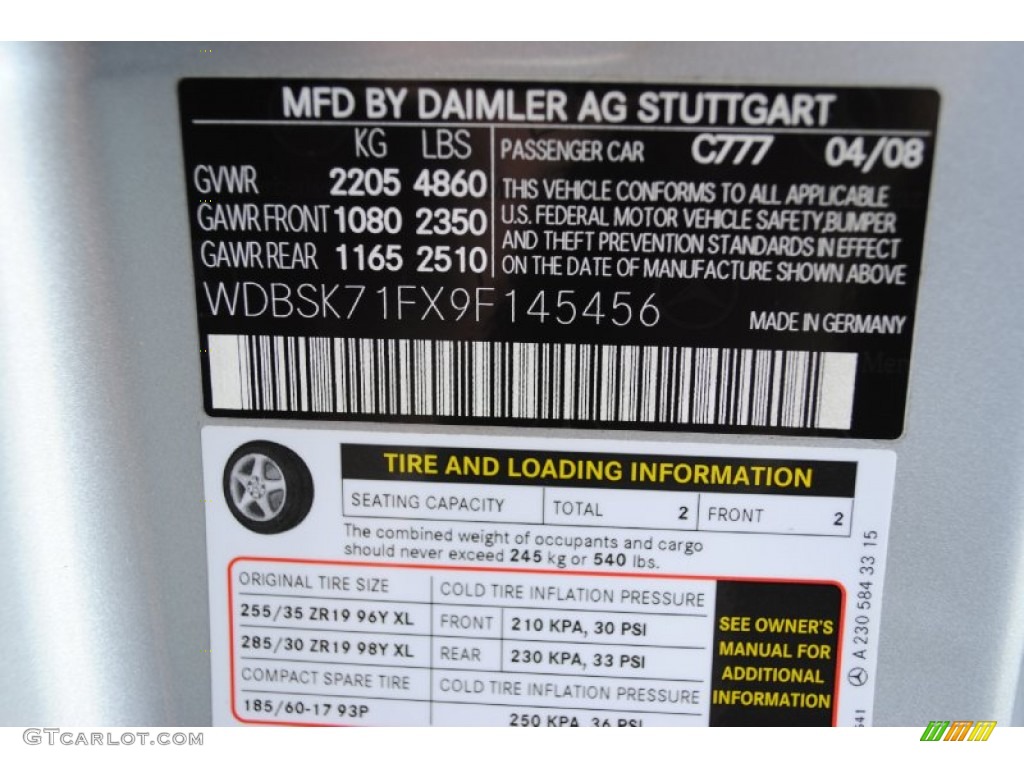 MFD BY DAIMLER AG STUTTGART
KG LBS
PASSENGER CAR C777 04/08
GVWR 2205 4860
GAWR FRONT 1080 2350
GAWR REAR 1165 2510
THIS VEHICLE CONFORMS TO ALL APPLICABLE
U.S. FEDERAL MOTOR VEHICLE SAFETY, BUMPER
AND THEFT PREVENTION STANDARDS IN EFFECT
ON THE DATE OF MANUFACTURE SHOWN ABOVE
WDBSK71FX9F145456
MADE IN GERMANY
TIRE AND LOADING INFORMATION
SEATING CAPACITY TOTAL 2 FRONT 2
The combined weight of occupants and cargo
should never exceed 245 kg or 540 lbs.
ORIGINAL TIRE SIZE COLD TIRE INFLATION PRESSURE
255/35 ZR19 96Y XL FRONT 210 KPA, 30 PSI
285/30 ZR19 98Y XL REAR 230 KPA, 33 PSI
COMPACT SPARE TIRE COLD TIRE INFLATION PRESSURE
185/60-17 93P 250 KPA, 36 PSI
SEE OWNER'S
MANUAL FOR
ADDITIONAL
INFORMATION
A 230 584 33 15
GTCarLot.com